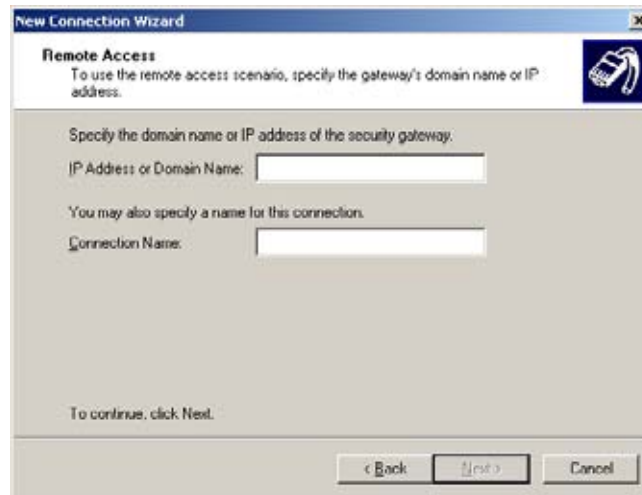 New Connection Wizard
Remote Access
To use the remote access scenario, specify the gateway's domain name or IP
address.
Specify the domain name or IP address of the security gateway.
IP Address or Domain Name:
You may also specify a name for this connection.
Connection Name:
To continue, click Next.
< Back
Next >
Cancel